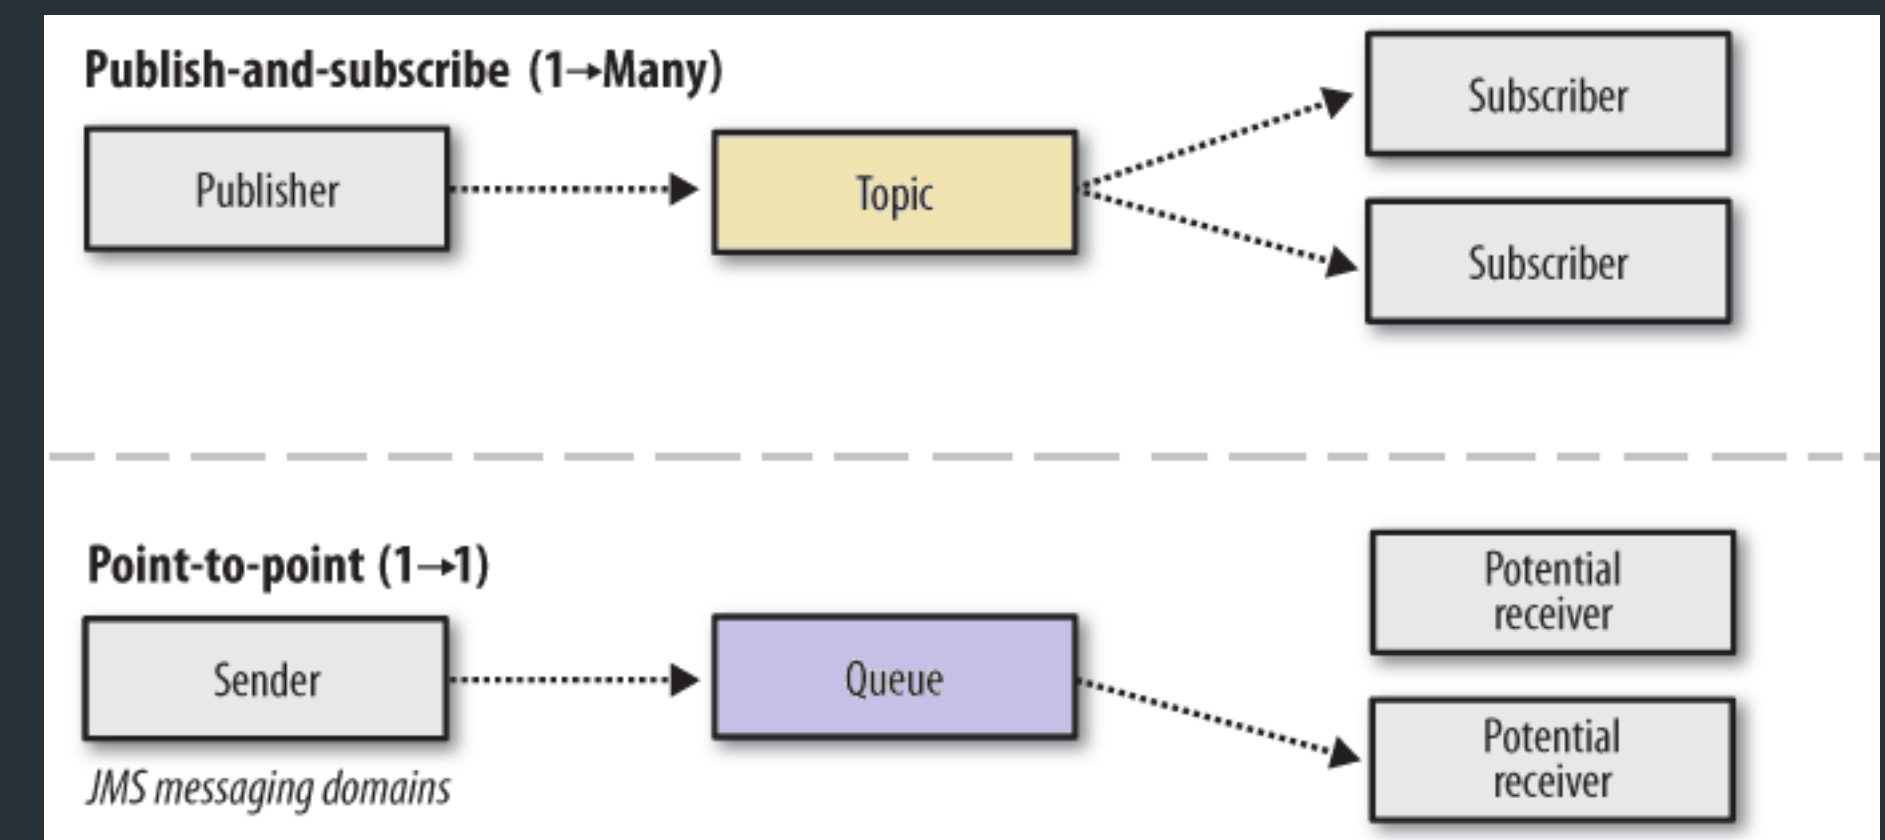 Publish-and-subscribe (1→Many)
Publisher
Topic
Subscriber
Subscriber
Point-to-point (1→1)
Sender
Queue
Potential
receiver
Potential
receiver
JMS messaging domains